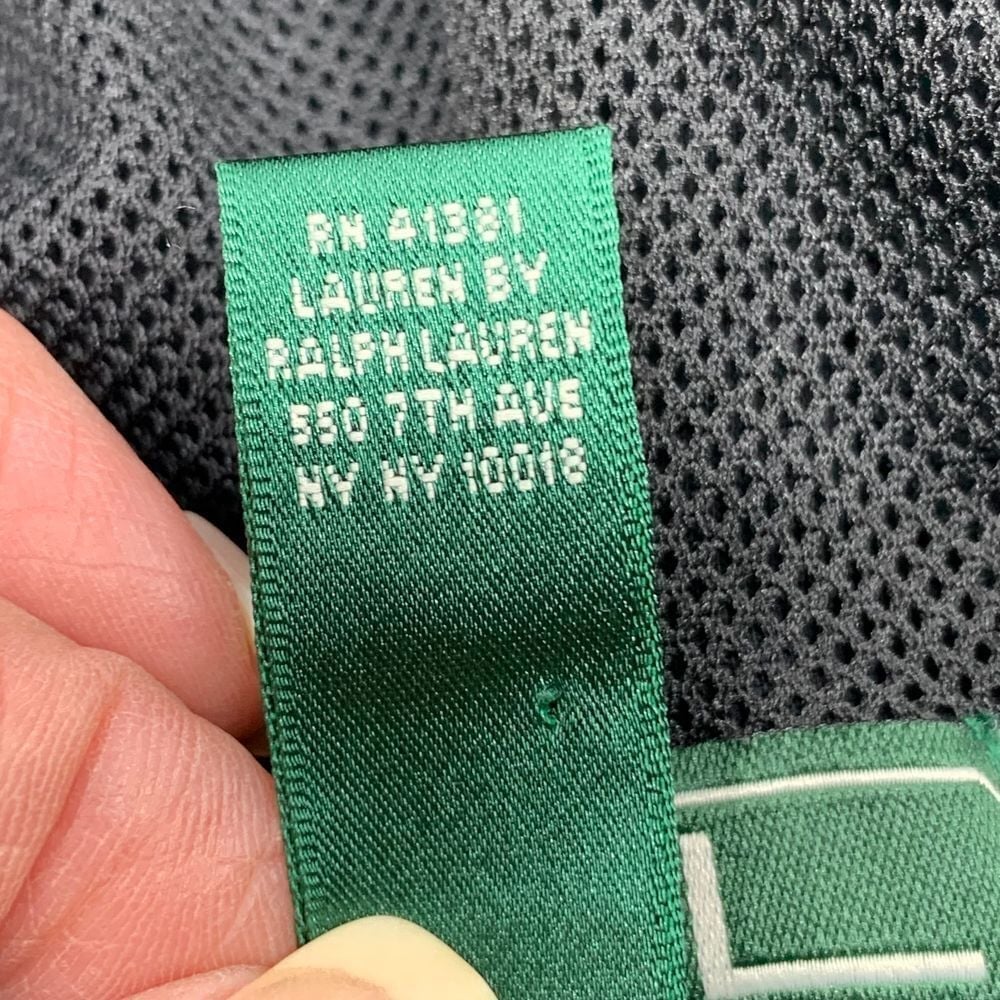 RN 41381
LAUREN BY
RALPH LAUREN
550 7TH AVE
NY NY 10018
L